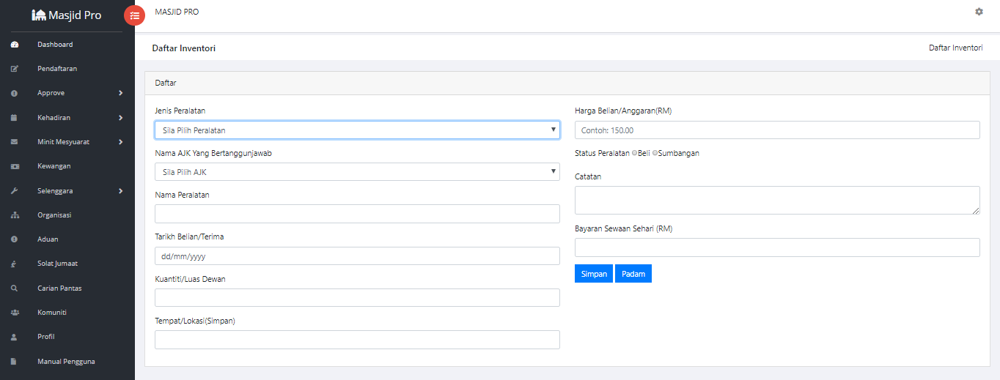 Masjid Pro
Dashboard
Pendaftaran
Approve
Kehadiran
Minit Mesyuarat
Kewangan
Selenggara
Organisasi
Aduan
Solat Jumaat
Carian Pantas
Komuniti
Profil
Manual Pengguna
MASJID PRO
Daftar Inventori
Daftar Inventori
Daftar
Jenis Peralatan
Sila Pilih Peralatan
Nama AJK Yang Bertanggunjawab
Sila Pilih AJK
Nama Peralatan
Tarikh Belian/Terima
dd/mm/yyyy
Kuantiti/Luas Dewan
Tempat/Lokasi(Simpan)
Harga Belian/Anggaran(RM)
Contoh: 150.00
Status Peralatan Beli Sumbangan
Catatan
Bayaran Sewaan Sehari (RM)
Simpan Padam